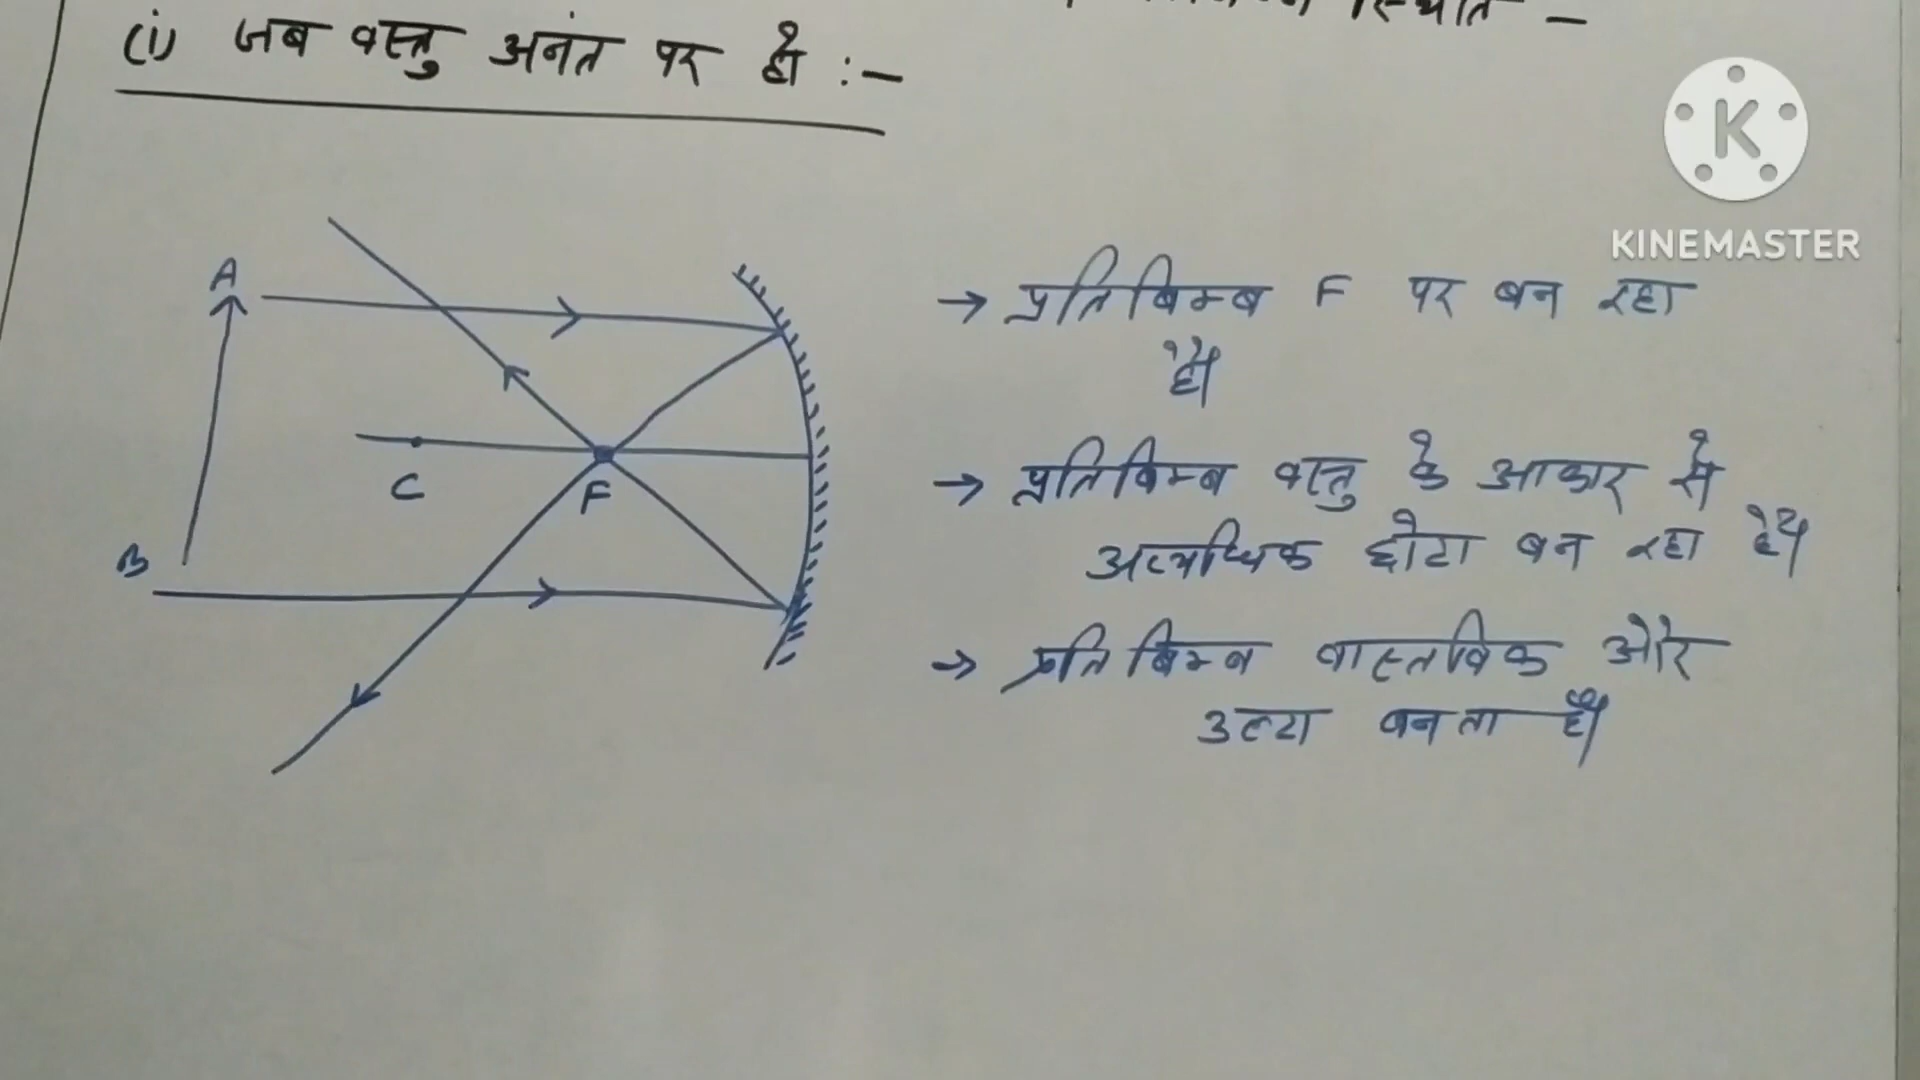 स्थिति -
(i) जब वस्तु अनंत पर हो :-
K
KINEMASTER
A
B
C
F
→ प्रतिबिम्ब F पर बन रहा
है।
→ प्रतिबिम्ब वस्तु के आकार से
अत्यधिक छोटा बन रहा है।
→ प्रतिबिम्ब वास्तविक और
उल्टा बनता है।